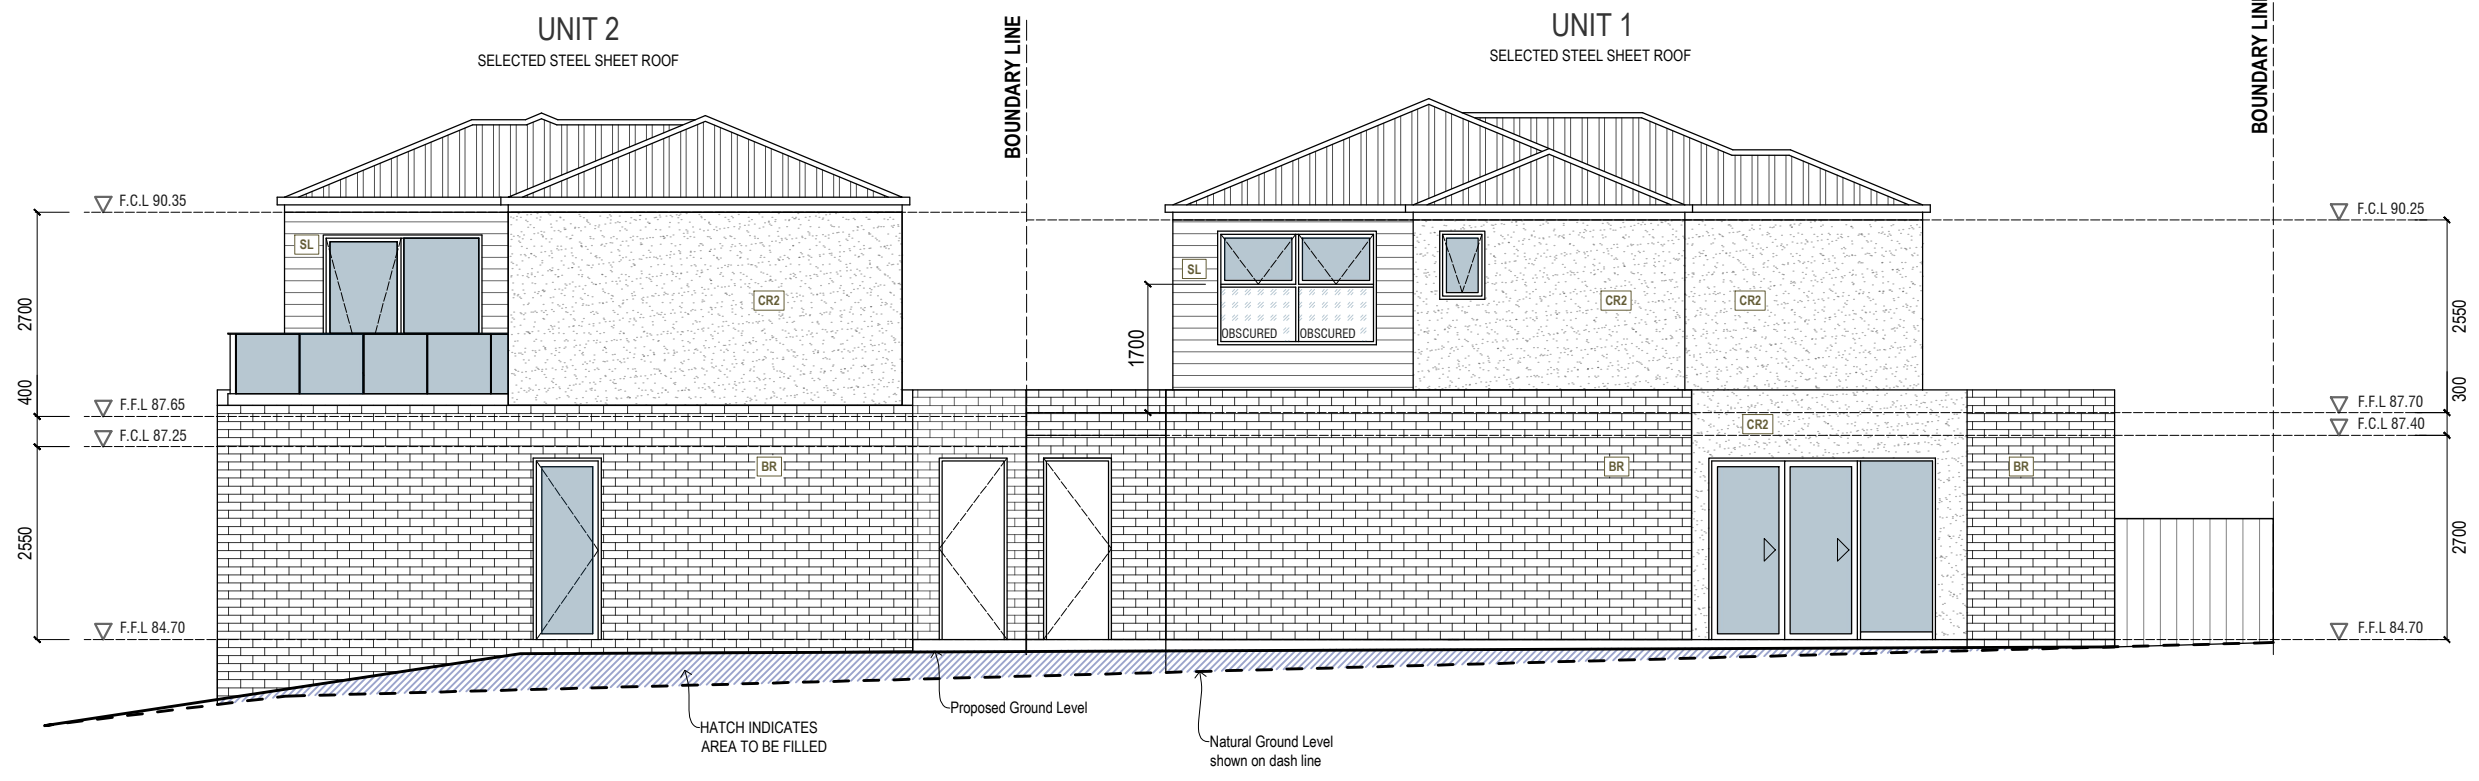 UNIT 2
SELECTED STEEL SHEET ROOF
BOUNDARY LINE
UNIT 1
SELECTED STEEL SHEET ROOF
BOUNDARY LINE
F.C.L 90.35
F.C.L 90.25
SL
CR2
SL
CR2
CR2
OBSCURED
OBSCURED
2700
1700
2550
400
300
F.F.L 87.65
F.F.L 87.70
F.C.L 87.25
F.C.L 87.40
CR2
BR
BR
BR
2550
2700
F.F.L 84.70
F.F.L 84.70
Proposed Ground Level
HATCH INDICATES
AREA TO BE FILLED
Natural Ground Level
shown on dash line